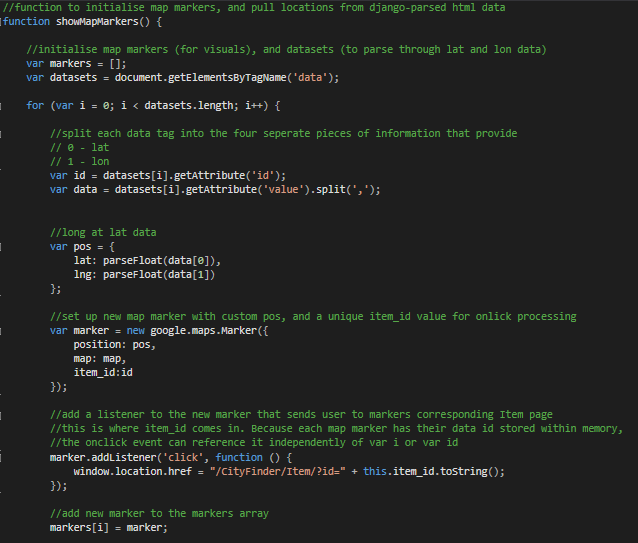 //function to initialise map markers, and pull locations from django-parsed html data
function showMapMarkers() {
//initialise map markers (for visuals), and datasets (to parse through lat and lon data)
var markers = [];
var datasets = document.getElementsByTagName('data');
for (var i = 0; i < datasets.length; i++) {
//split each data tag into the four seperate pieces of information that provide
// 0 - lat
// 1 - lon
var id = datasets[i].getAttribute('id');
var data = datasets[i].getAttribute('value').split(',');
//long at lat data
var pos = {
lat: parseFloat(data[0]),
lng: parseFloat(data[1])
};
//set up new map marker with custom pos, and a unique item_id value for onlick processing
var marker = new google.maps.Marker({
position: pos,
map: map,
item_id:id
});
//add a listener to the new marker that sends user to markers corresponding Item page
//this is where item_id comes in. Because each map marker has their data id stored within memory,
//the onclick event can reference it independently of var i or var id
marker.addListener('click', function () {
window.location.href = "/CityFinder/Item/?id=" + this.item_id.toString();
});
//add new marker to the markers array
markers[i] = marker;